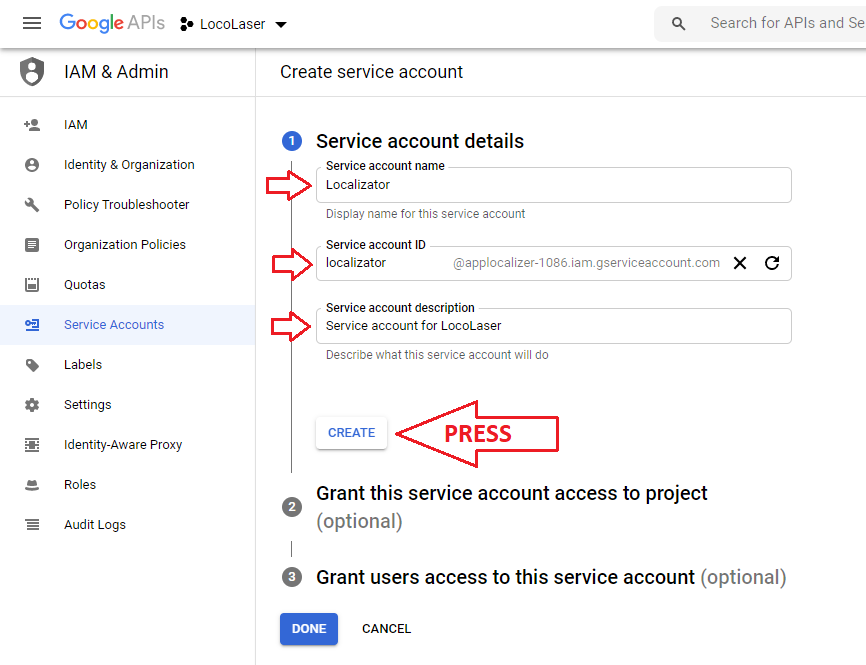 Google APIs LocoLaser Search for APIs and Se
IAM & Admin
Create service account
IAM
Identity & Organization
Policy Troubleshooter
Organization Policies
Quotas
Service Accounts
Labels
Settings
Identity-Aware Proxy
Roles
Audit Logs
1 Service account details
Service account name
Localizator
Display name for this service account
Service account ID
localizator @applocalizer-1086.iam.gserviceaccount.com
Service account description
Service account for LocoLaser
Describe what this service account will do
CREATE PRESS
2 Grant this service account access to project
(optional)
3 Grant users access to this service account (optional)
DONE CANCEL